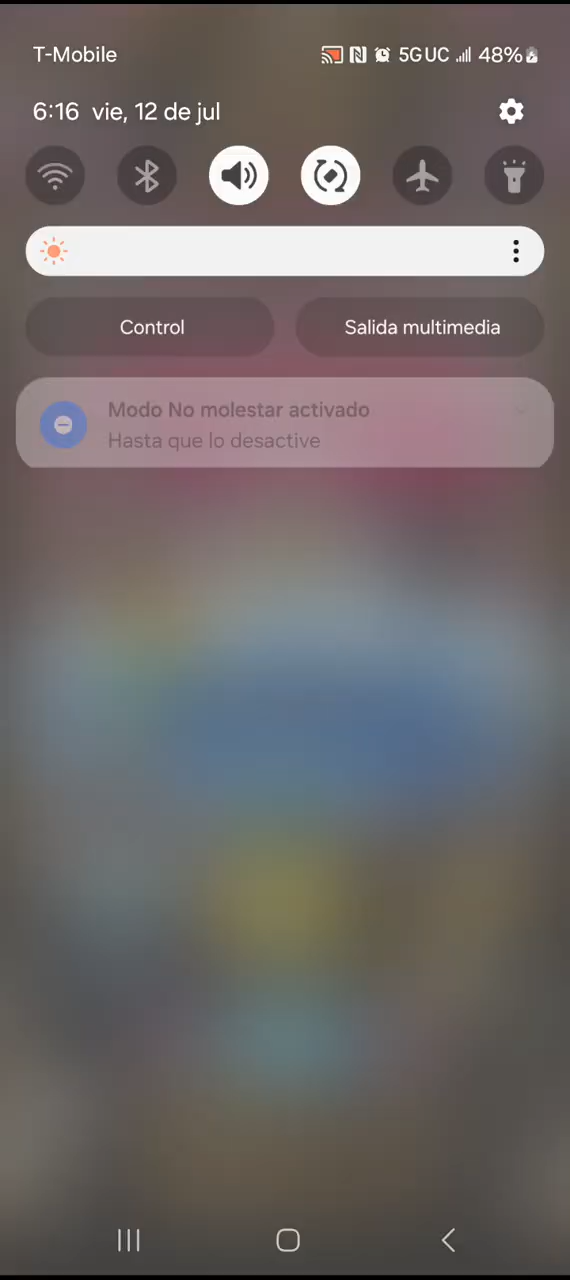 T-Mobile 5G UC 48%
6:16 vie, 12 de jul
Control Salida multimedia
Modo No molestar activado
Hasta que lo desactive